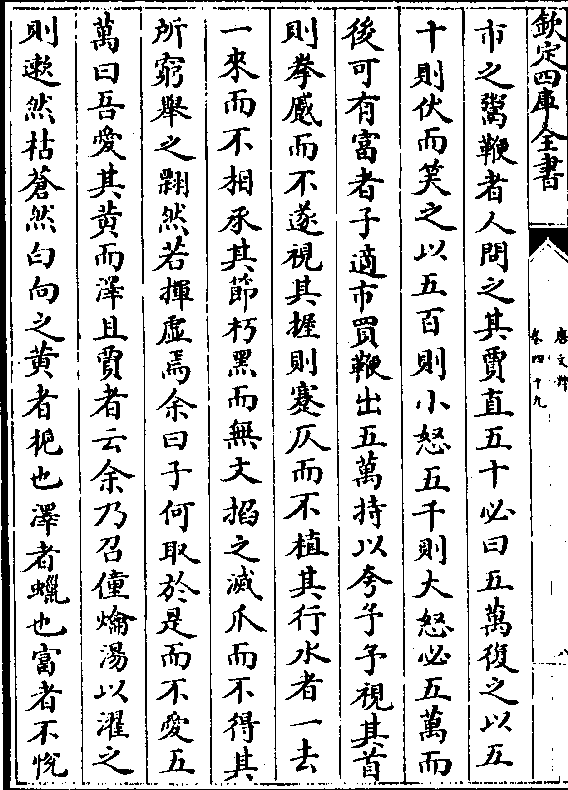 欽定四庫全書
唐文粹
卷四十九
八
市之鬻鞭者人問之其賈直五十必曰五萬復之以五
十則伏而笑之以五百則小怒五千則大怒必五萬而
後可有富者子適市買鞭出五萬持以夸予予視其首
則拳蹙而不遂視其握則蹇仄而不植其行水者一去
一來而不相承其節朽黑而無文搯之滅爪而不得其
所窮舉之翲然若揮虛焉余曰子何取於是而不愛五
萬曰吾愛其黄而澤且賈者云余乃召僮爚湯以濯之
則遫然枯蒼然白向之黄者梔也澤者蠟也富者不悅